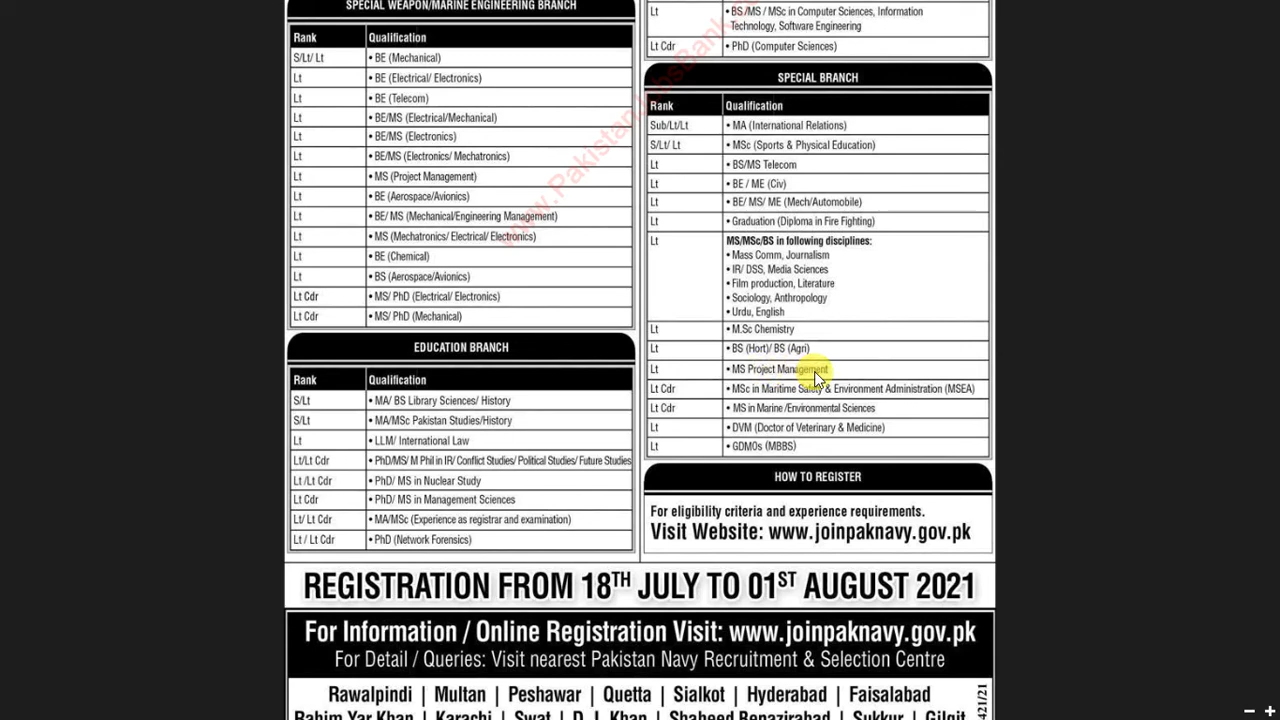 SPECIAL WEAPON/MARINE ENGINEERING BRANCH
Rank Qualification
S/Lt/ Lt • BE (Mechanical)
Lt • BE (Electrical/ Electronics)
Lt • BE (Telecom)
Lt • BE/MS (Electrical/Mechanical)
Lt • BE/MS (Electronics)
Lt • BE/MS (Electronics/ Mechatronics)
Lt • MS (Project Management)
Lt • BE (Aerospace/Avionics)
Lt • BE/ MS (Mechanical/Engineering Management)
Lt • MS (Mechatronics/ Electrical/ Electronics)
Lt • BE (Chemical)
Lt • BS (Aerospace/Avionics)
Lt Cdr • MS/ PhD (Electrical/ Electronics)
Lt Cdr • MS/ PhD (Mechanical)
EDUCATION BRANCH
Rank Qualification
S/Lt • MA/ BS Library Sciences/ History
S/Lt • MA/MSc Pakistan Studies/History
Lt • LLM/ International Law
Lt/Lt Cdr • PhD/MS/ M Phil in IR/ Conflict Studies/ Political Studies/ Future Studies
Lt /Lt Cdr • PhD/ MS in Nuclear Study
Lt Cdr • PhD/ MS in Management Sciences
Lt/ Lt Cdr • MA/MSc (Experience as registrar and examination)
Lt / Lt Cdr • PhD (Network Forensics)
Lt • BS /MS / MSc in Computer Sciences, Information
Technology, Software Engineering
Lt Cdr • PhD (Computer Sciences)
SPECIAL BRANCH
Rank Qualification
Sub/Lt/Lt • MA (International Relations)
S/Lt/ Lt • MSc (Sports & Physical Education)
Lt • BS/MS Telecom
Lt • BE / ME (Civ)
Lt • BE/ MS/ ME (Mech/Automobile)
Lt • Graduation (Diploma in Fire Fighting)
Lt MS/MSc/BS in following disciplines:
• Mass Comm, Journalism
• IR/ DSS, Media Sciences
• Film production, Literature
• Sociology, Anthropology
• Urdu, English
Lt • M.Sc Chemistry
Lt • BS (Hort)/ BS (Agri)
Lt • MS Project Management
Lt Cdr • MSc in Maritime Safety & Environment Administration (MSEA)
Lt Cdr • MS in Marine /Environmental Sciences
Lt • DVM (Doctor of Veterinary & Medicine)
Lt • GDMOs (MBBS)
HOW TO REGISTER
For eligibility criteria and experience requirements.
Visit Website: www.joinpaknavy.gov.pk
REGISTRATION FROM 18TH JULY TO 01ST AUGUST 2021
For Information / Online Registration Visit: www.joinpaknavy.gov.pk
For Detail / Queries: Visit nearest Pakistan Navy Recruitment & Selection Centre
Rawalpindi | Multan | Peshawar | Quetta | Sialkot | Hyderabad | Faisalabad
Rahim Yar Khan | Karachi | Swat | D. I. Khan | Shaheed Benazirabad | Sukkur | Gilgit
421/21